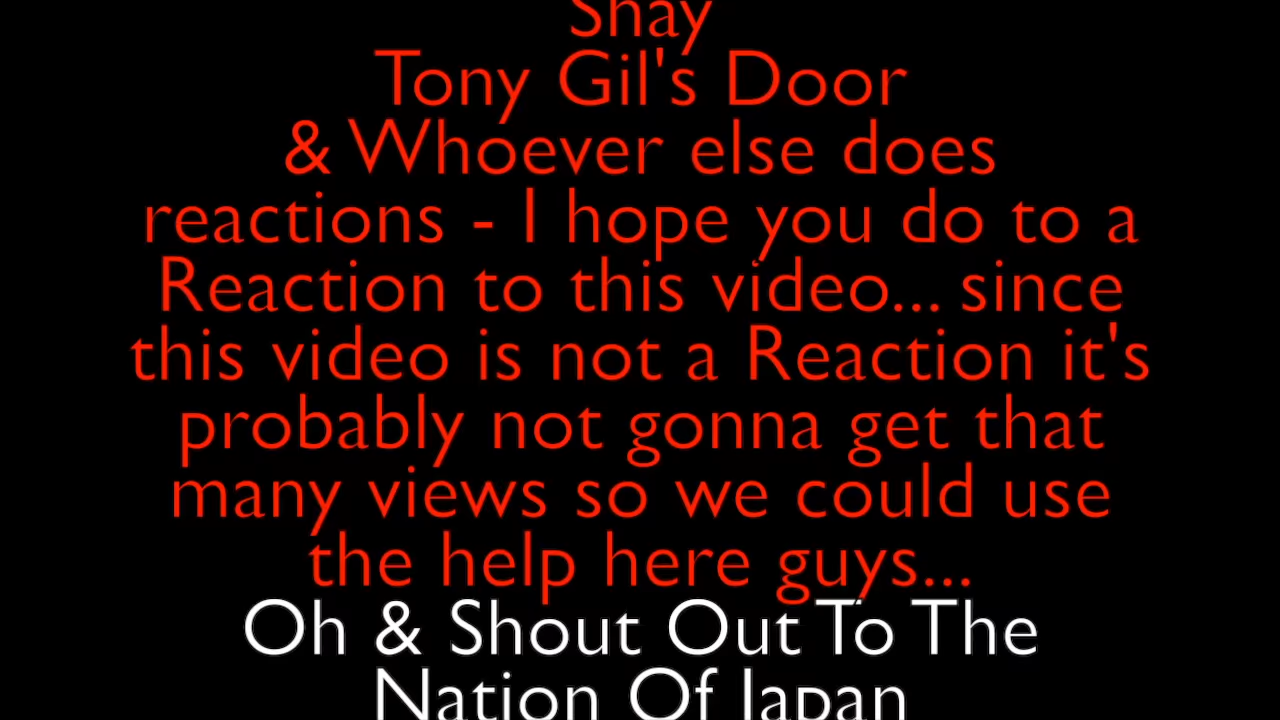 Shay
Tony Gil's Door
& Whoever else does
reactions - I hope you do to a
Reaction to this video... since
this video is not a Reaction it's
probably not gonna get that
many views so we could use
the help here guys...
Oh & Shout Out To The
Nation Of Japan